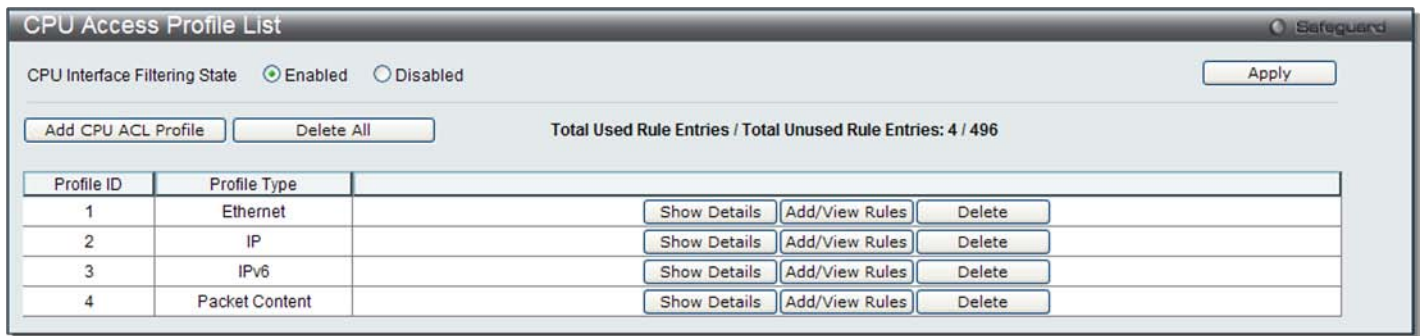 CPU Access Profile List
Safeguard
CPU Interface Filtering State Enabled Disabled Apply
Add CPU ACL Profile Delete All Total Used Rule Entries / Total Unused Rule Entries: 4 / 496
Profile ID Profile Type
1 Ethernet Show Details Add/View Rules Delete
2 IP Show Details Add/View Rules Delete
3 IPv6 Show Details Add/View Rules Delete
4 Packet Content Show Details Add/View Rules Delete